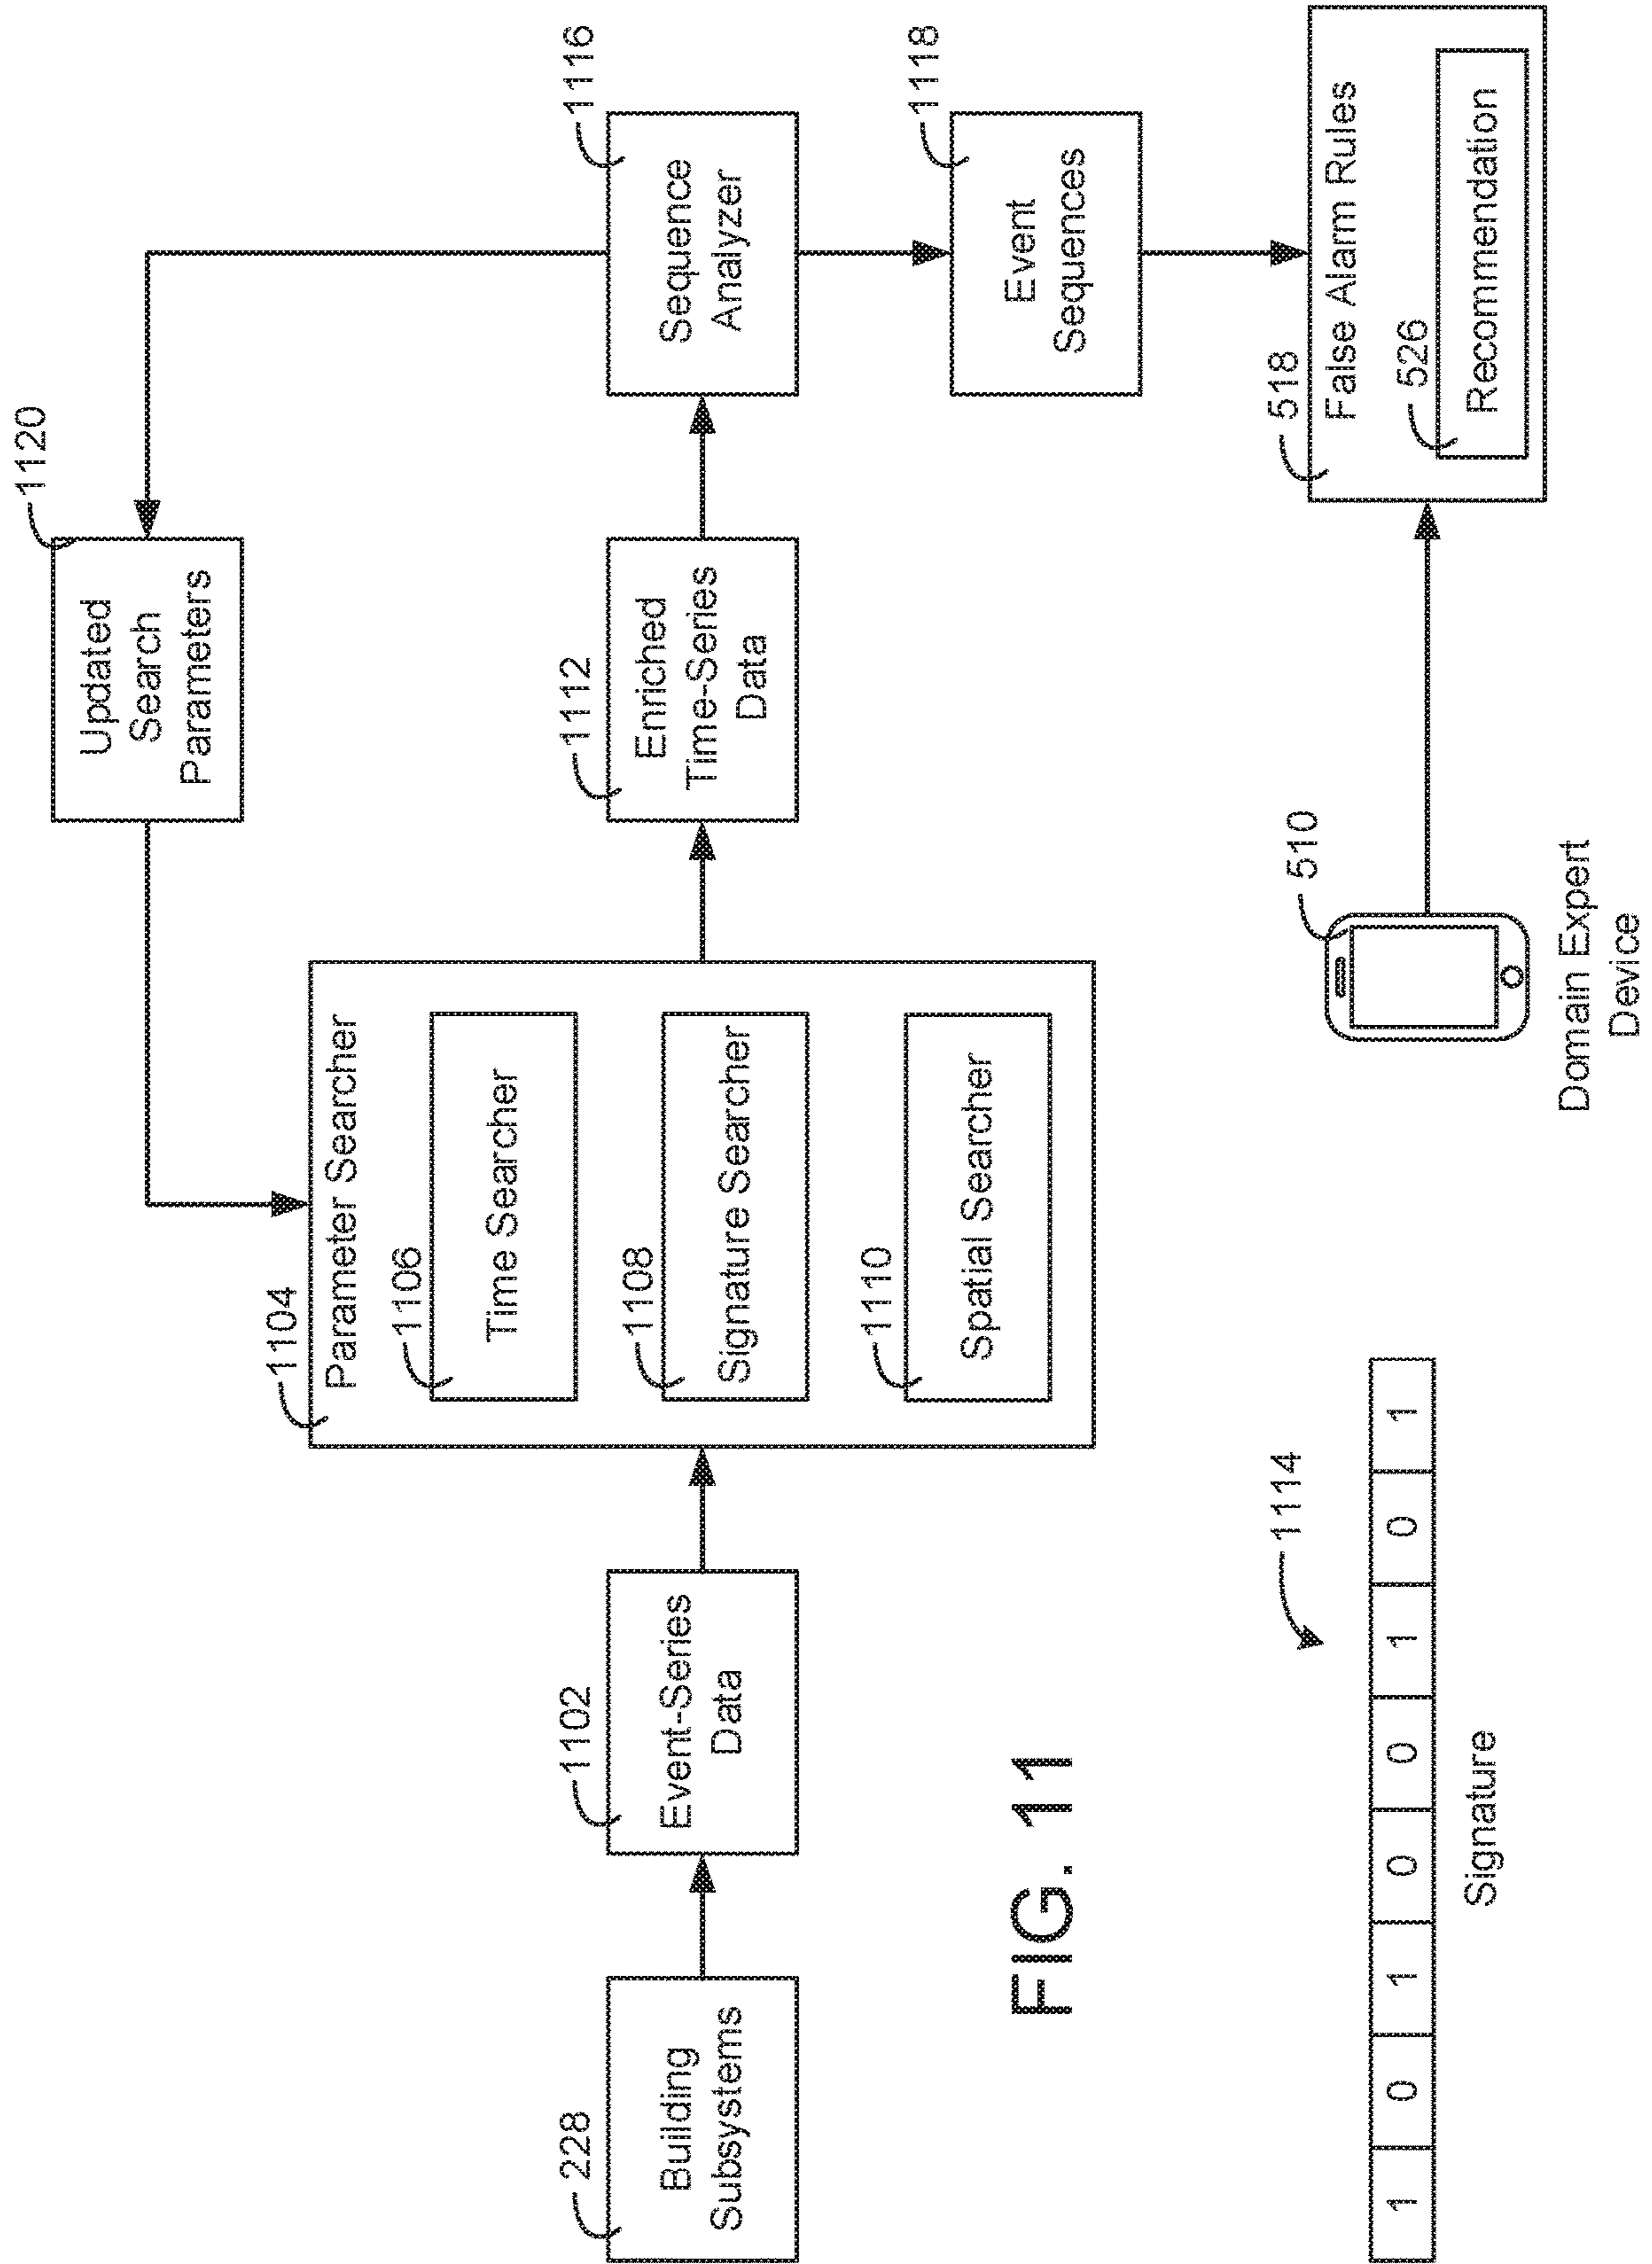 228
Building
Subsystems
1102
Event-Series
Data
1104
Parameter Searcher
1106
Time Searcher
1108
Signature Searcher
1110
Spatial Searcher
1120
Updated
Search
Parameters
1112
Enriched
Time-Series
Data
1116
Sequence
Analyzer
1118
Event
Sequences
518
False Alarm Rules
526
Recommendation
510
Domain Expert
Device
FIG. 11
1114
1 0 1 0 0 1 0 1
Signature